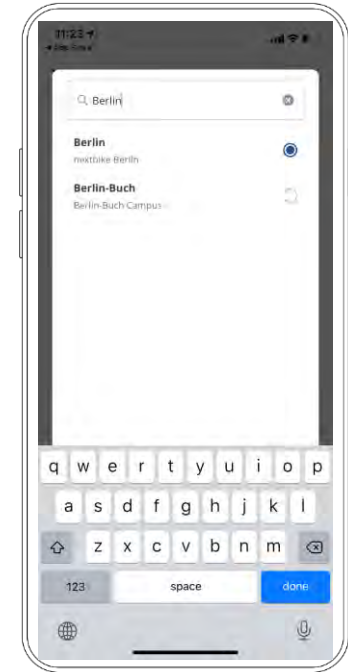 11:23
Berlin
Berlin
nextbike Berlin
Berlin-Buch
Berlin-Buch Campus
q w e r t y u i o p
a s d f g h j k l
z x c v b n m
123 space done